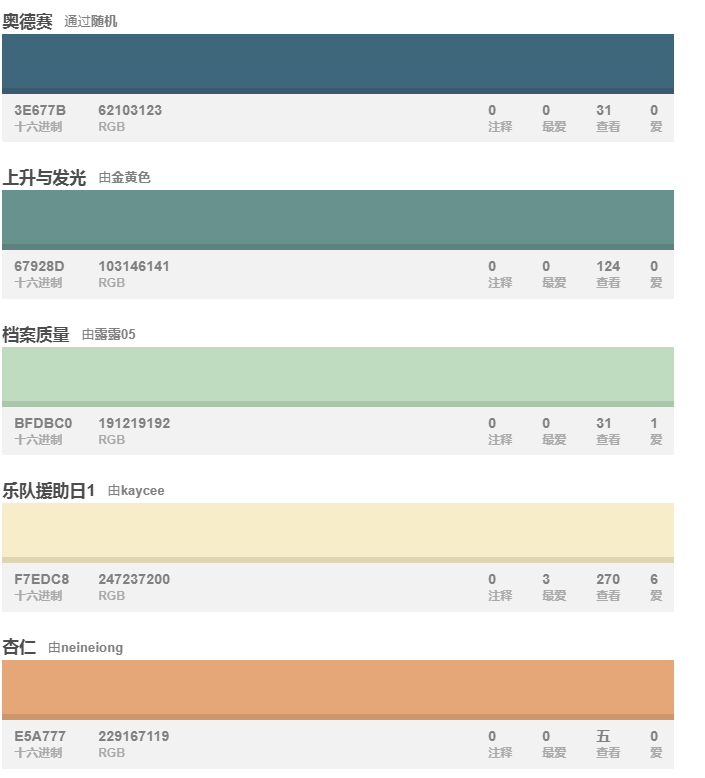 奥德赛 通过随机
3E677B 62103123 0 0 31 0
十六进制 RGB 注释 最爱 查看 爱
上升与发光 由金黄色
67928D 103146141 0 0 124 0
十六进制 RGB 注释 最爱 查看 爱
档案质量 由露露05
BFDBC0 191219192 0 0 31 1
十六进制 RGB 注释 最爱 查看 爱
乐队援助日1 由kaycee
F7EDC8 247237200 0 3 270 6
十六进制 RGB 注释 最爱 查看 爱
杏仁 由neineiong
E5A777 229167119 0 0 五 0
十六进制 RGB 注释 最爱 查看 爱